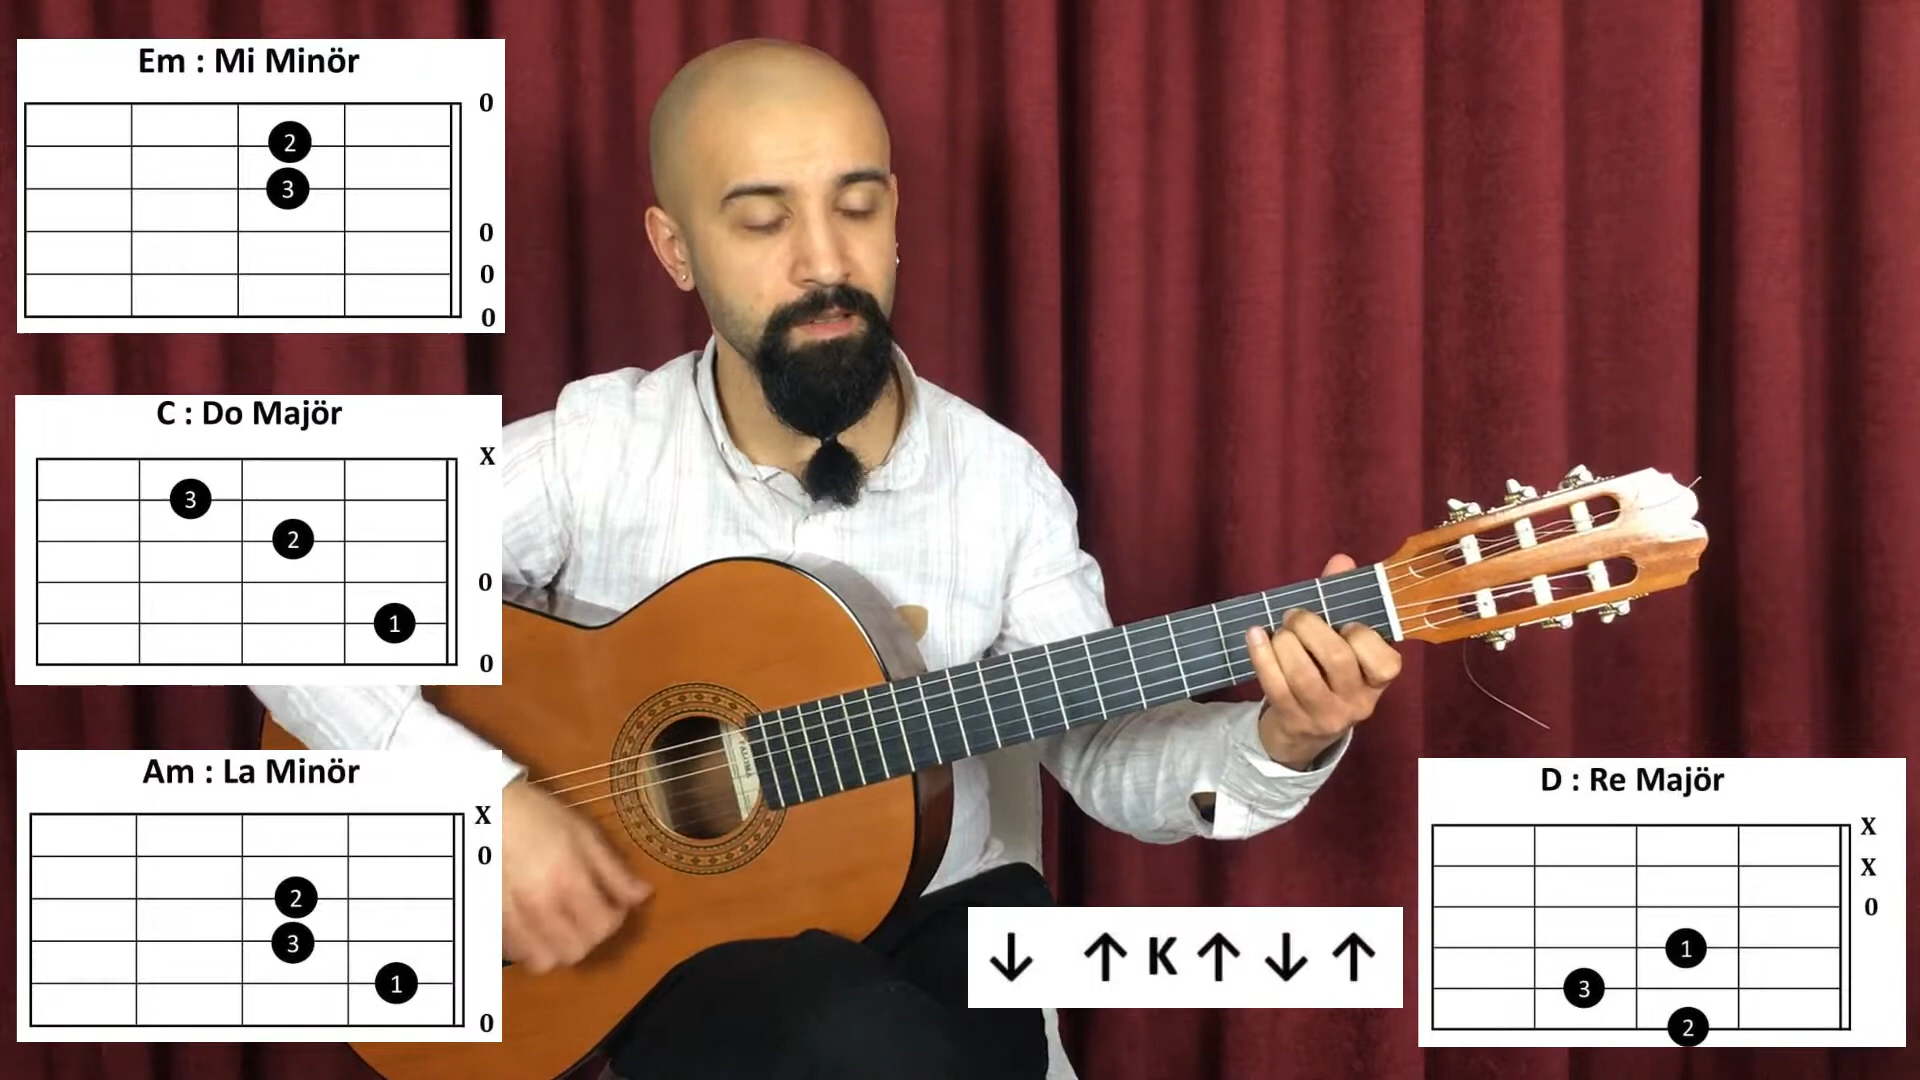 Em : Mi Minör
0
2
3
0
0
0
C : Do Majör
X
3
2
0
1
0
Am : La Minör
X
0
2
3
1
0
↓ ↑ K ↑ ↓ ↑
D : Re Majör
X
X
0
1
3
2